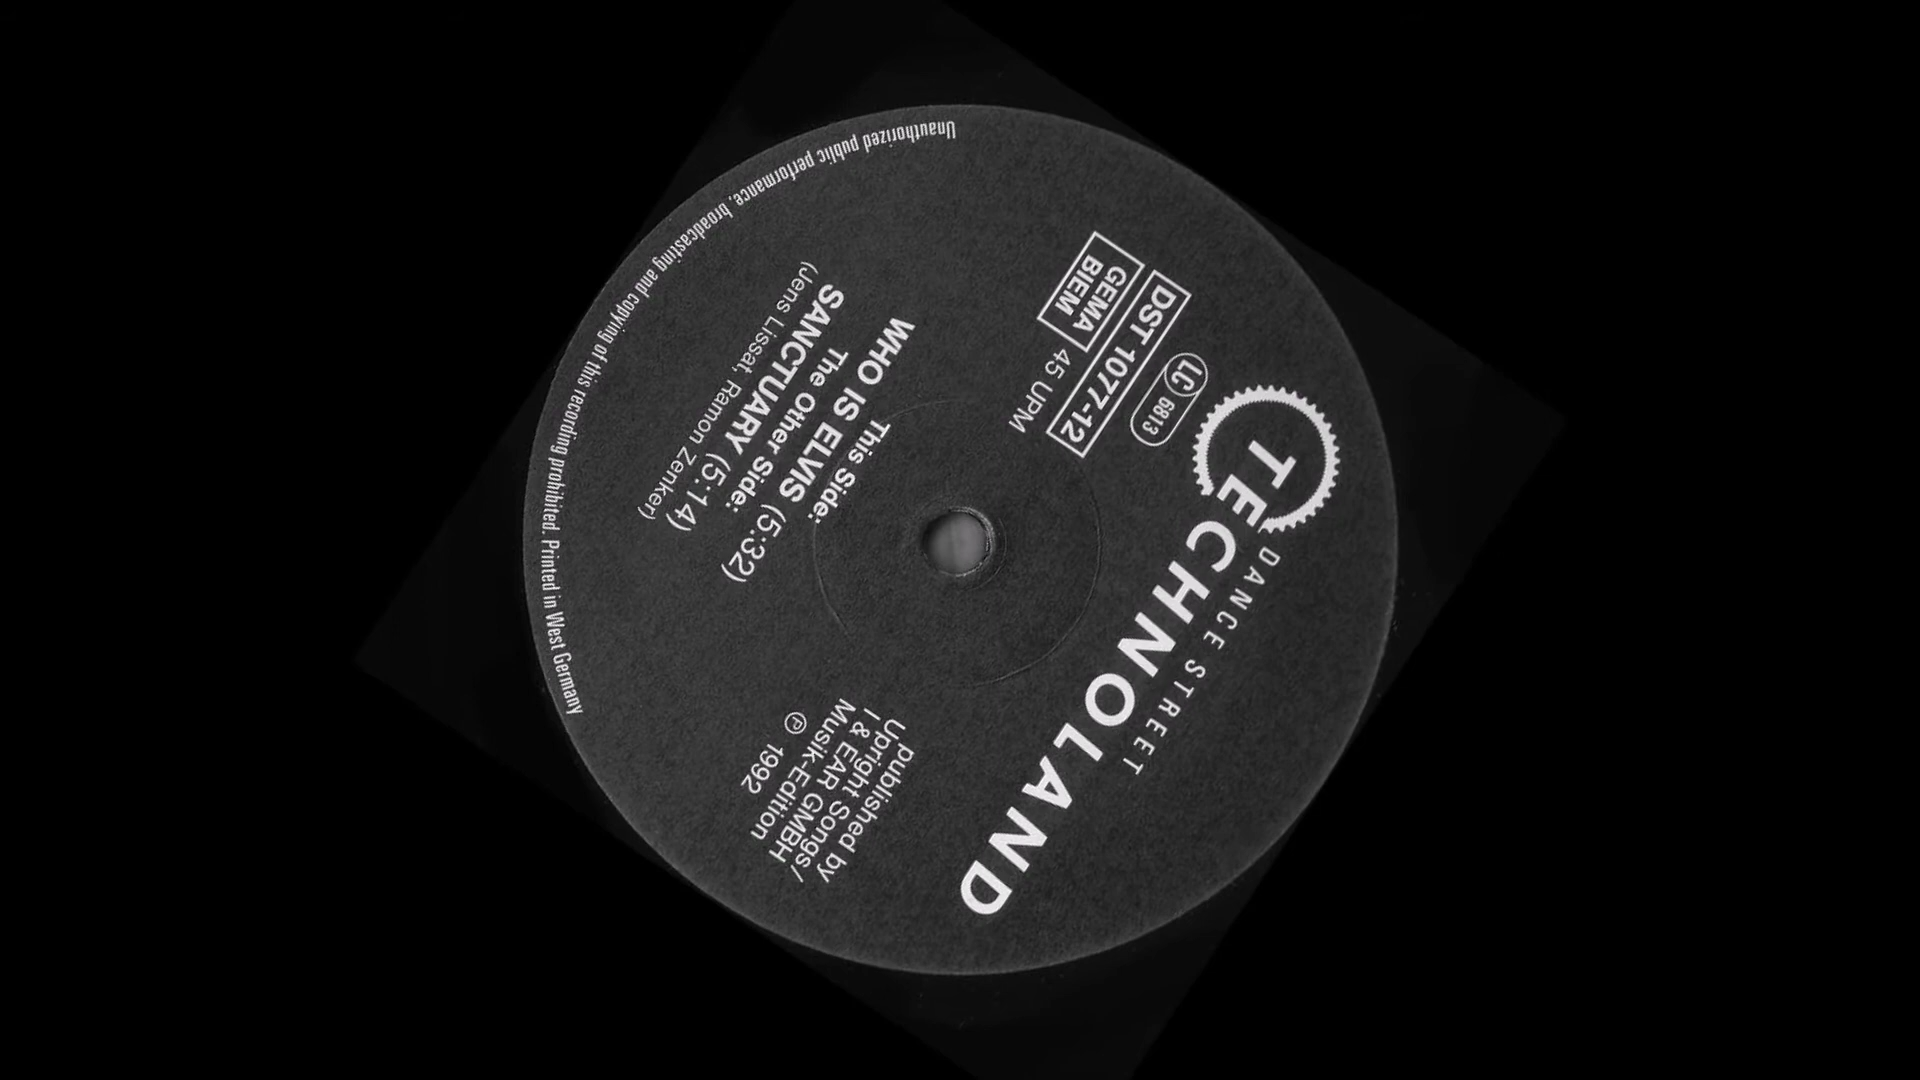 TECHNOLAND
DANCE STREET
LC 6813
DST 1077-12
GEMA
BIEM
45 UPM
This Side:
WHO IS ELVIS (5:32)
The Other Side:
SANCTUARY (5:14)
(Jens Lissat, Ramon Zenker)
published by
Upright Songs/
I & EAR GMBH
Musik-Edition
℗ 1992
Unauthorized public performance, broadcasting and copying of this recording prohibited. Printed in West Germany